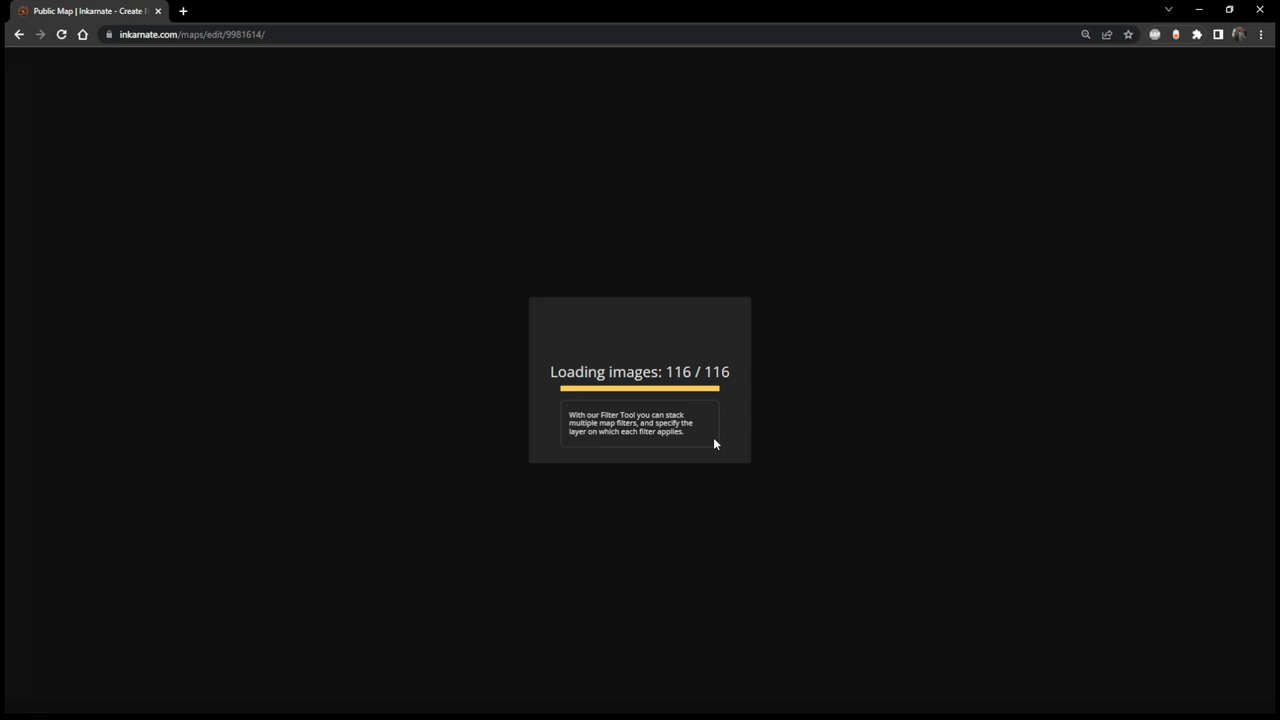 Public Map | Inkarnate - Create
inkarnate.com/maps/edit/9981614/
Loading images: 116 / 116
With our Filter Tool you can stack
multiple map filters, and specify the
layer on which each filter applies.